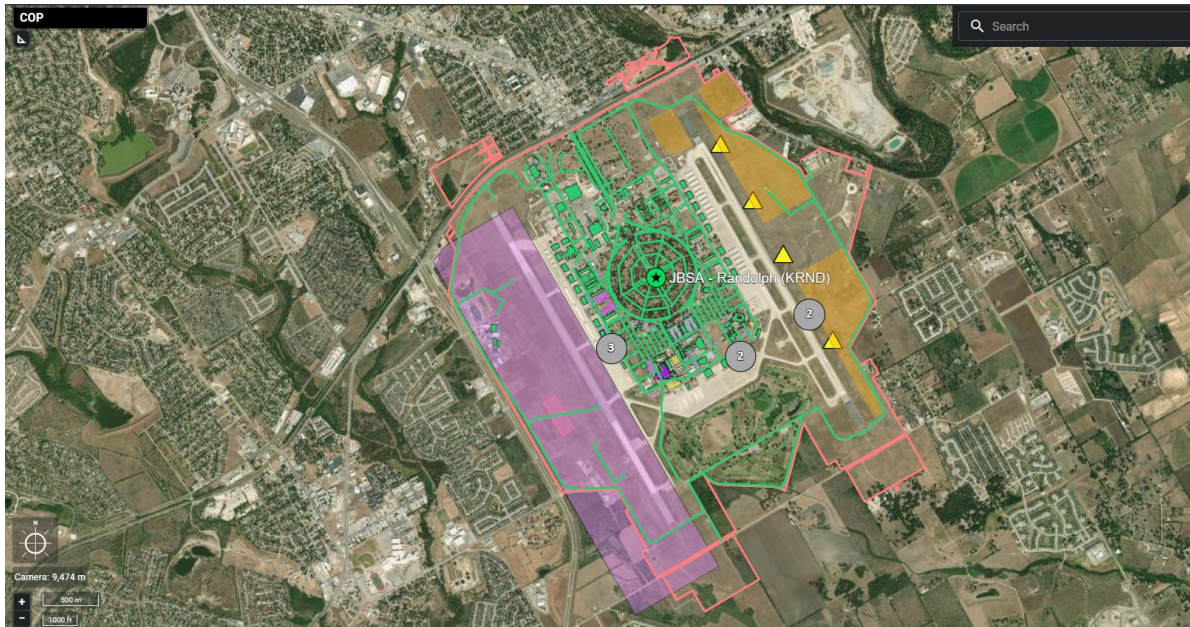 COP
Search
JBSA - Randolph (KRND)
2
3
2
N
Camera: 9,474 m
+
500 m
-
1000 ft